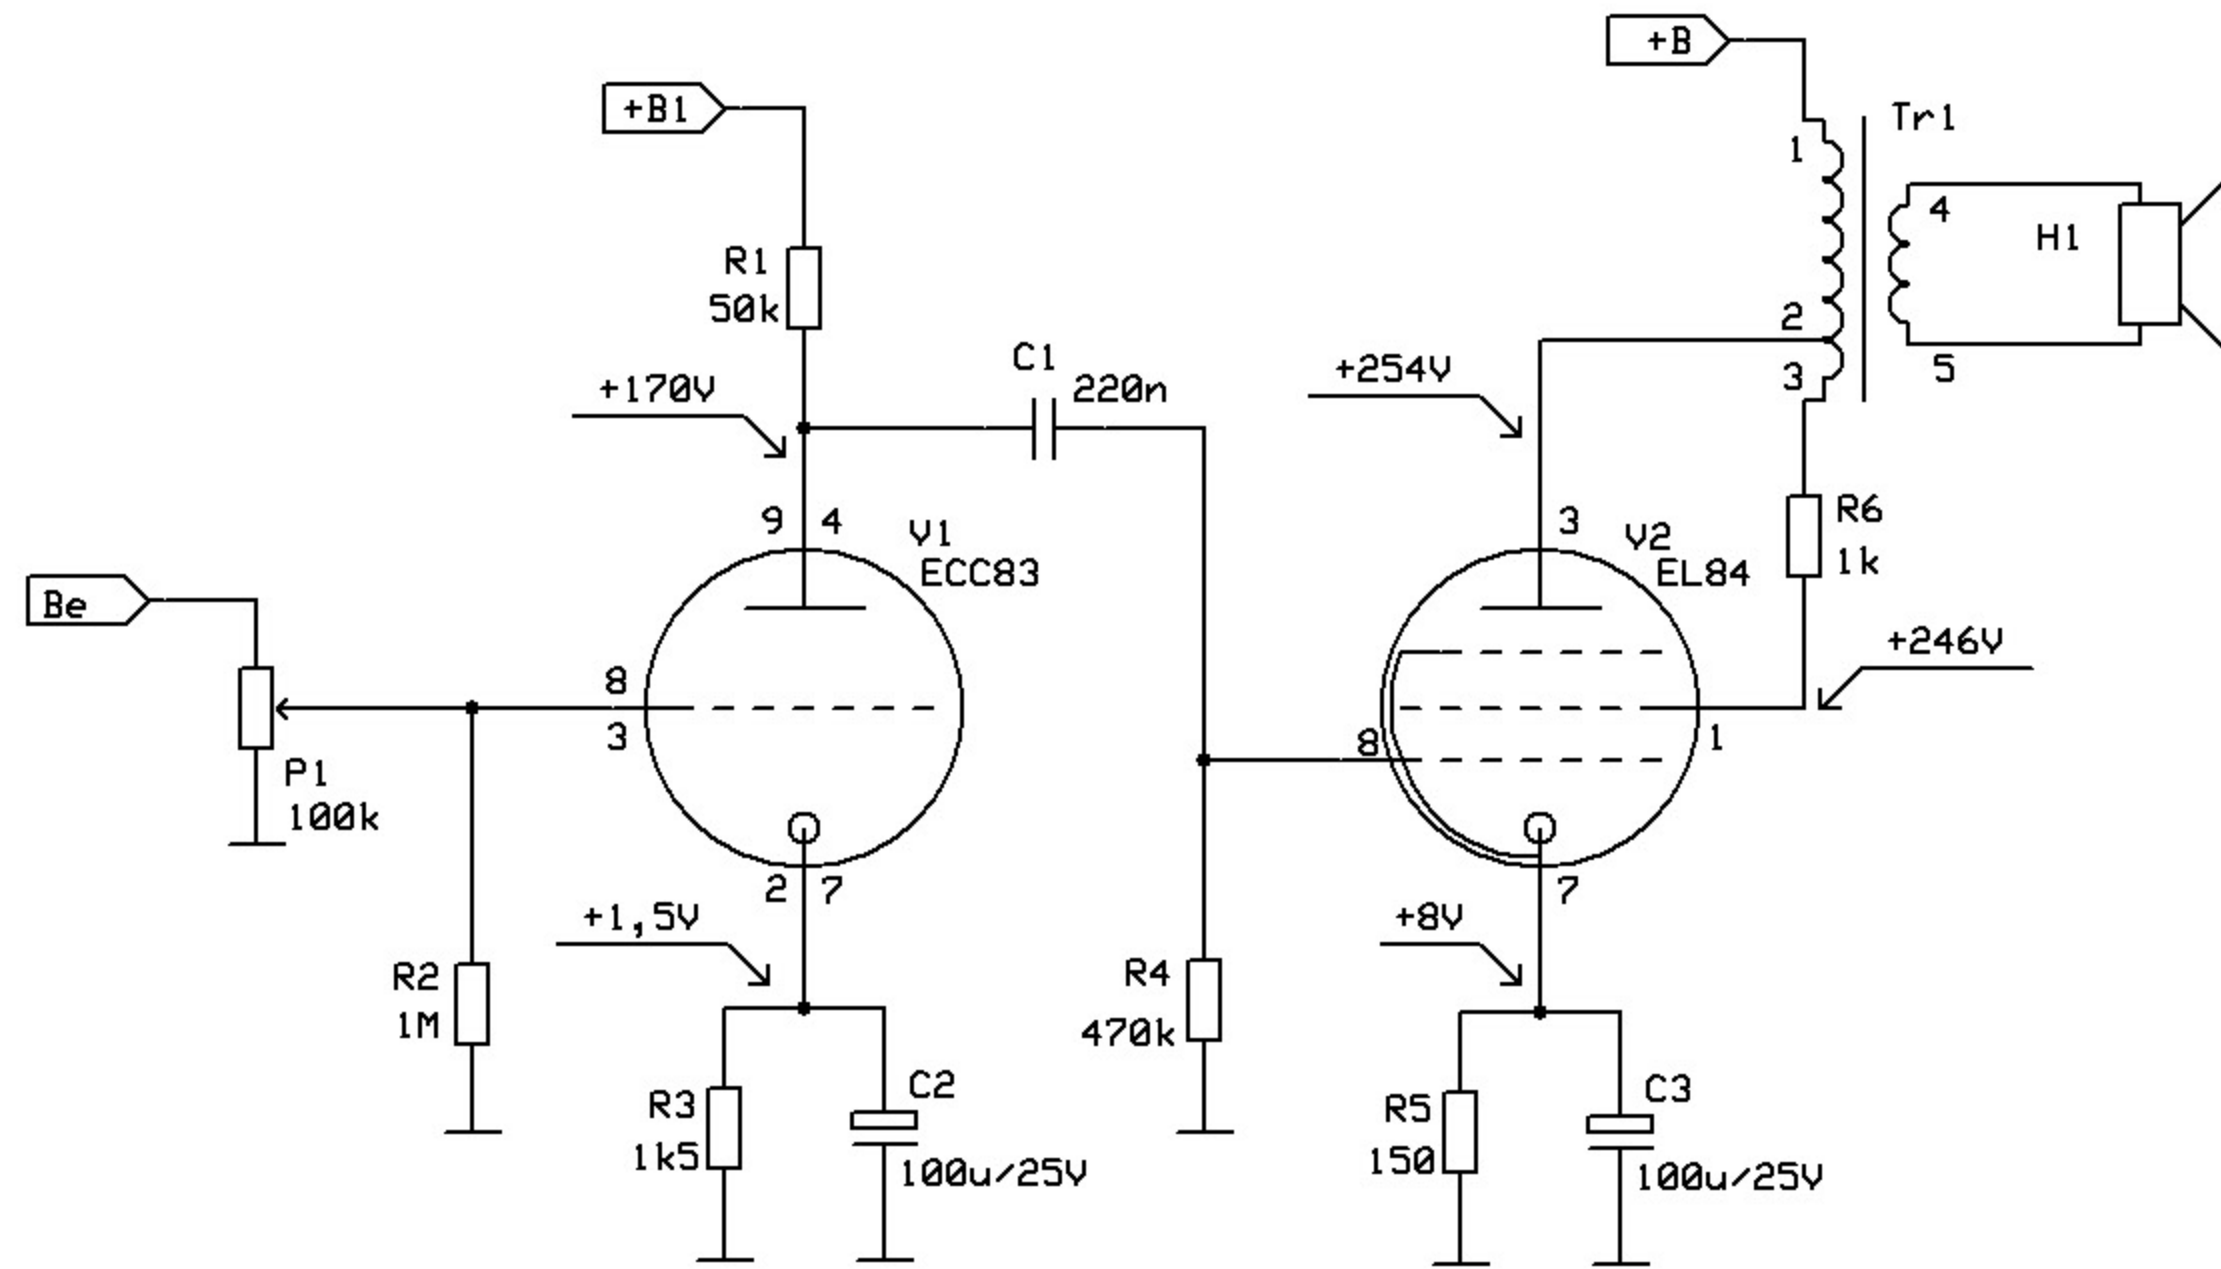 +B
+B1
Tr1
1
4
H1
R1
50k
2
C1
220n
+170V
+254V
3
5
9 4
V1
ECC83
3
V2
EL84
R6
1k
Be
+246V
8
3
8
1
P1
100k
2 7
7
+1,5V
+8V
R2
1M
R4
470k
R3
1k5
C2
100u/25V
R5
150
C3
100u/25V